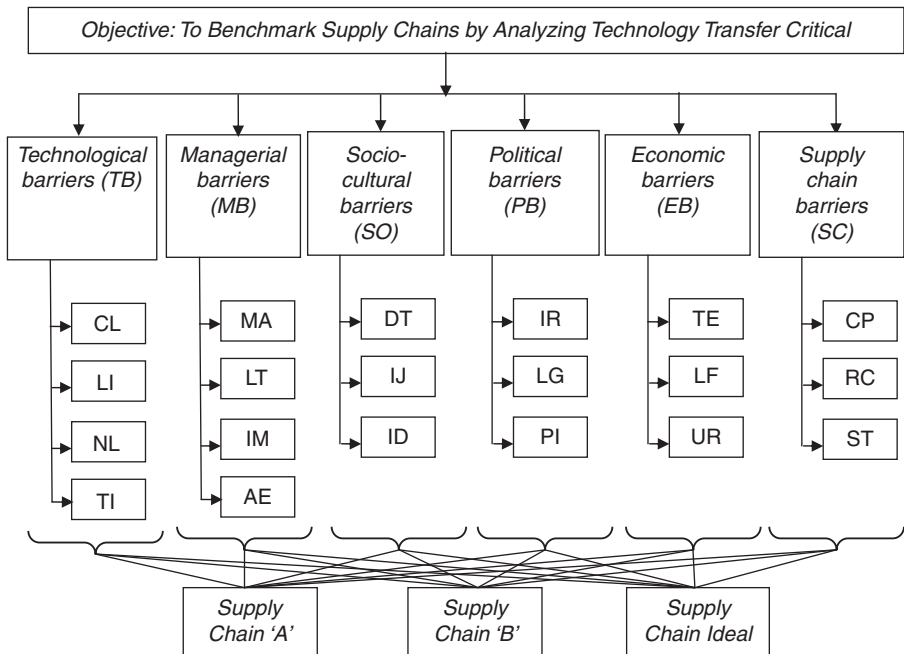 Objective: To Benchmark Supply Chains by Analyzing Technology Transfer Critical
Technological
barriers (TB)
Managerial
barriers
(MB)
Socio-
cultural
barriers
(SO)
Political
barriers
(PB)
Economic
barriers
(EB)
Supply
chain
barriers
(SC)
CL
LI
NL
TI
MA
LT
IM
AE
DT
IJ
ID
IR
LG
PI
TE
LF
UR
CP
RC
ST
Supply
Chain ‘A’
Supply
Chain ‘B’
Supply
Chain Ideal